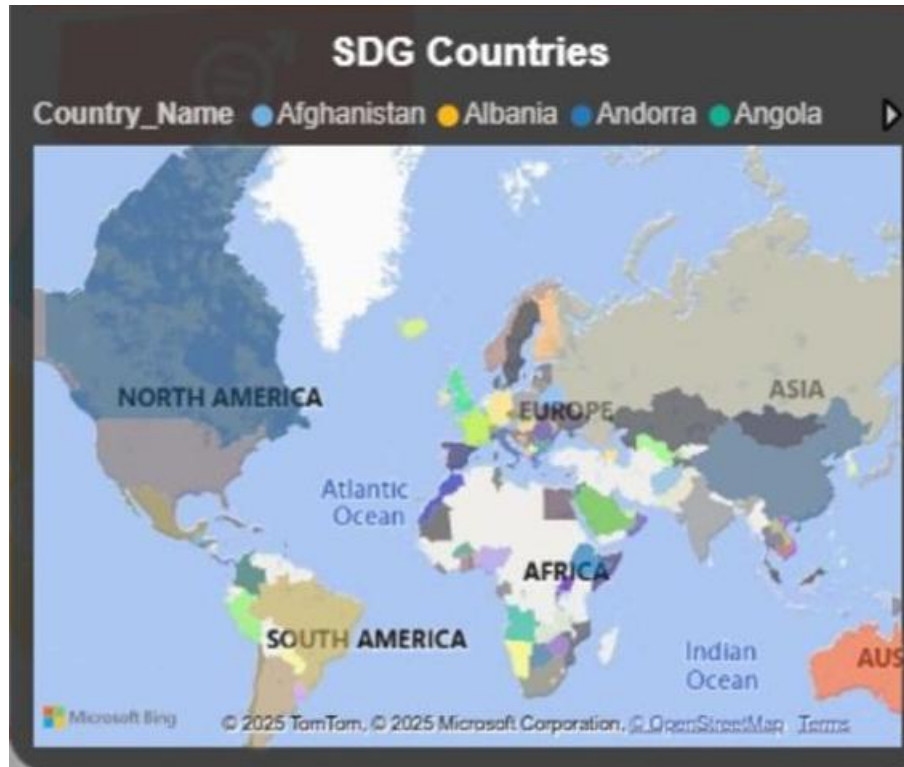 SDG Countries
Country_Name Afghanistan Albania Andorra Angola
NORTH AMERICA
EUROPE
ASIA
Atlantic
Ocean
AFRICA
SOUTH AMERICA
Indian
Ocean
AUS
Microsoft Bing
© 2025 TomTom, © 2025 Microsoft Corporation, © OpenStreetMap Terms